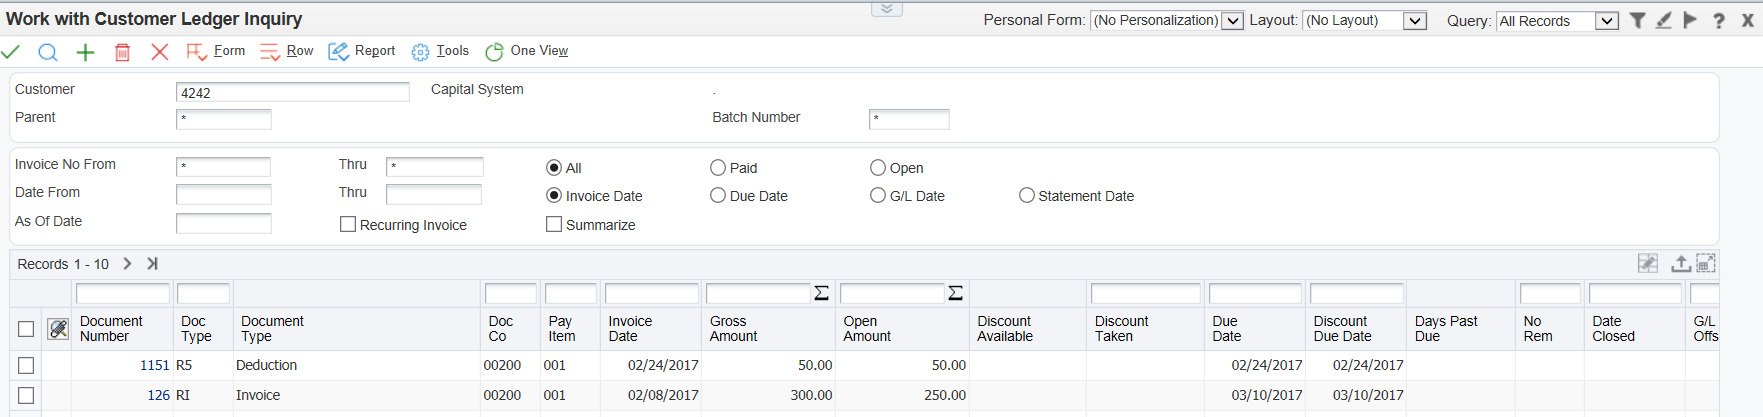 Work with Customer Ledger Inquiry Personal Form: (No Personalization) Layout: (No Layout) Query: All Records ? X
Form Row Report Tools One View
Customer 4242 Capital System .
Parent * Batch Number *
Invoice No From * Thru * All Paid Open
Date From Thru Invoice Date Due Date G/L Date Statement Date
As Of Date Recurring Invoice Summarize
Records 1 - 10
Σ Σ
Document Doc Document Doc Pay Invoice Gross Open Discount Discount Due Discount Days Past No Date G/L
Number Type Type Co Item Date Amount Amount Available Taken Date Due Date Due Rem Closed Offs
1151 R5 Deduction 00200 001 02/24/2017 50.00 50.00 02/24/2017 02/24/2017
126 RI Invoice 00200 001 02/08/2017 300.00 250.00 03/10/2017 03/10/2017